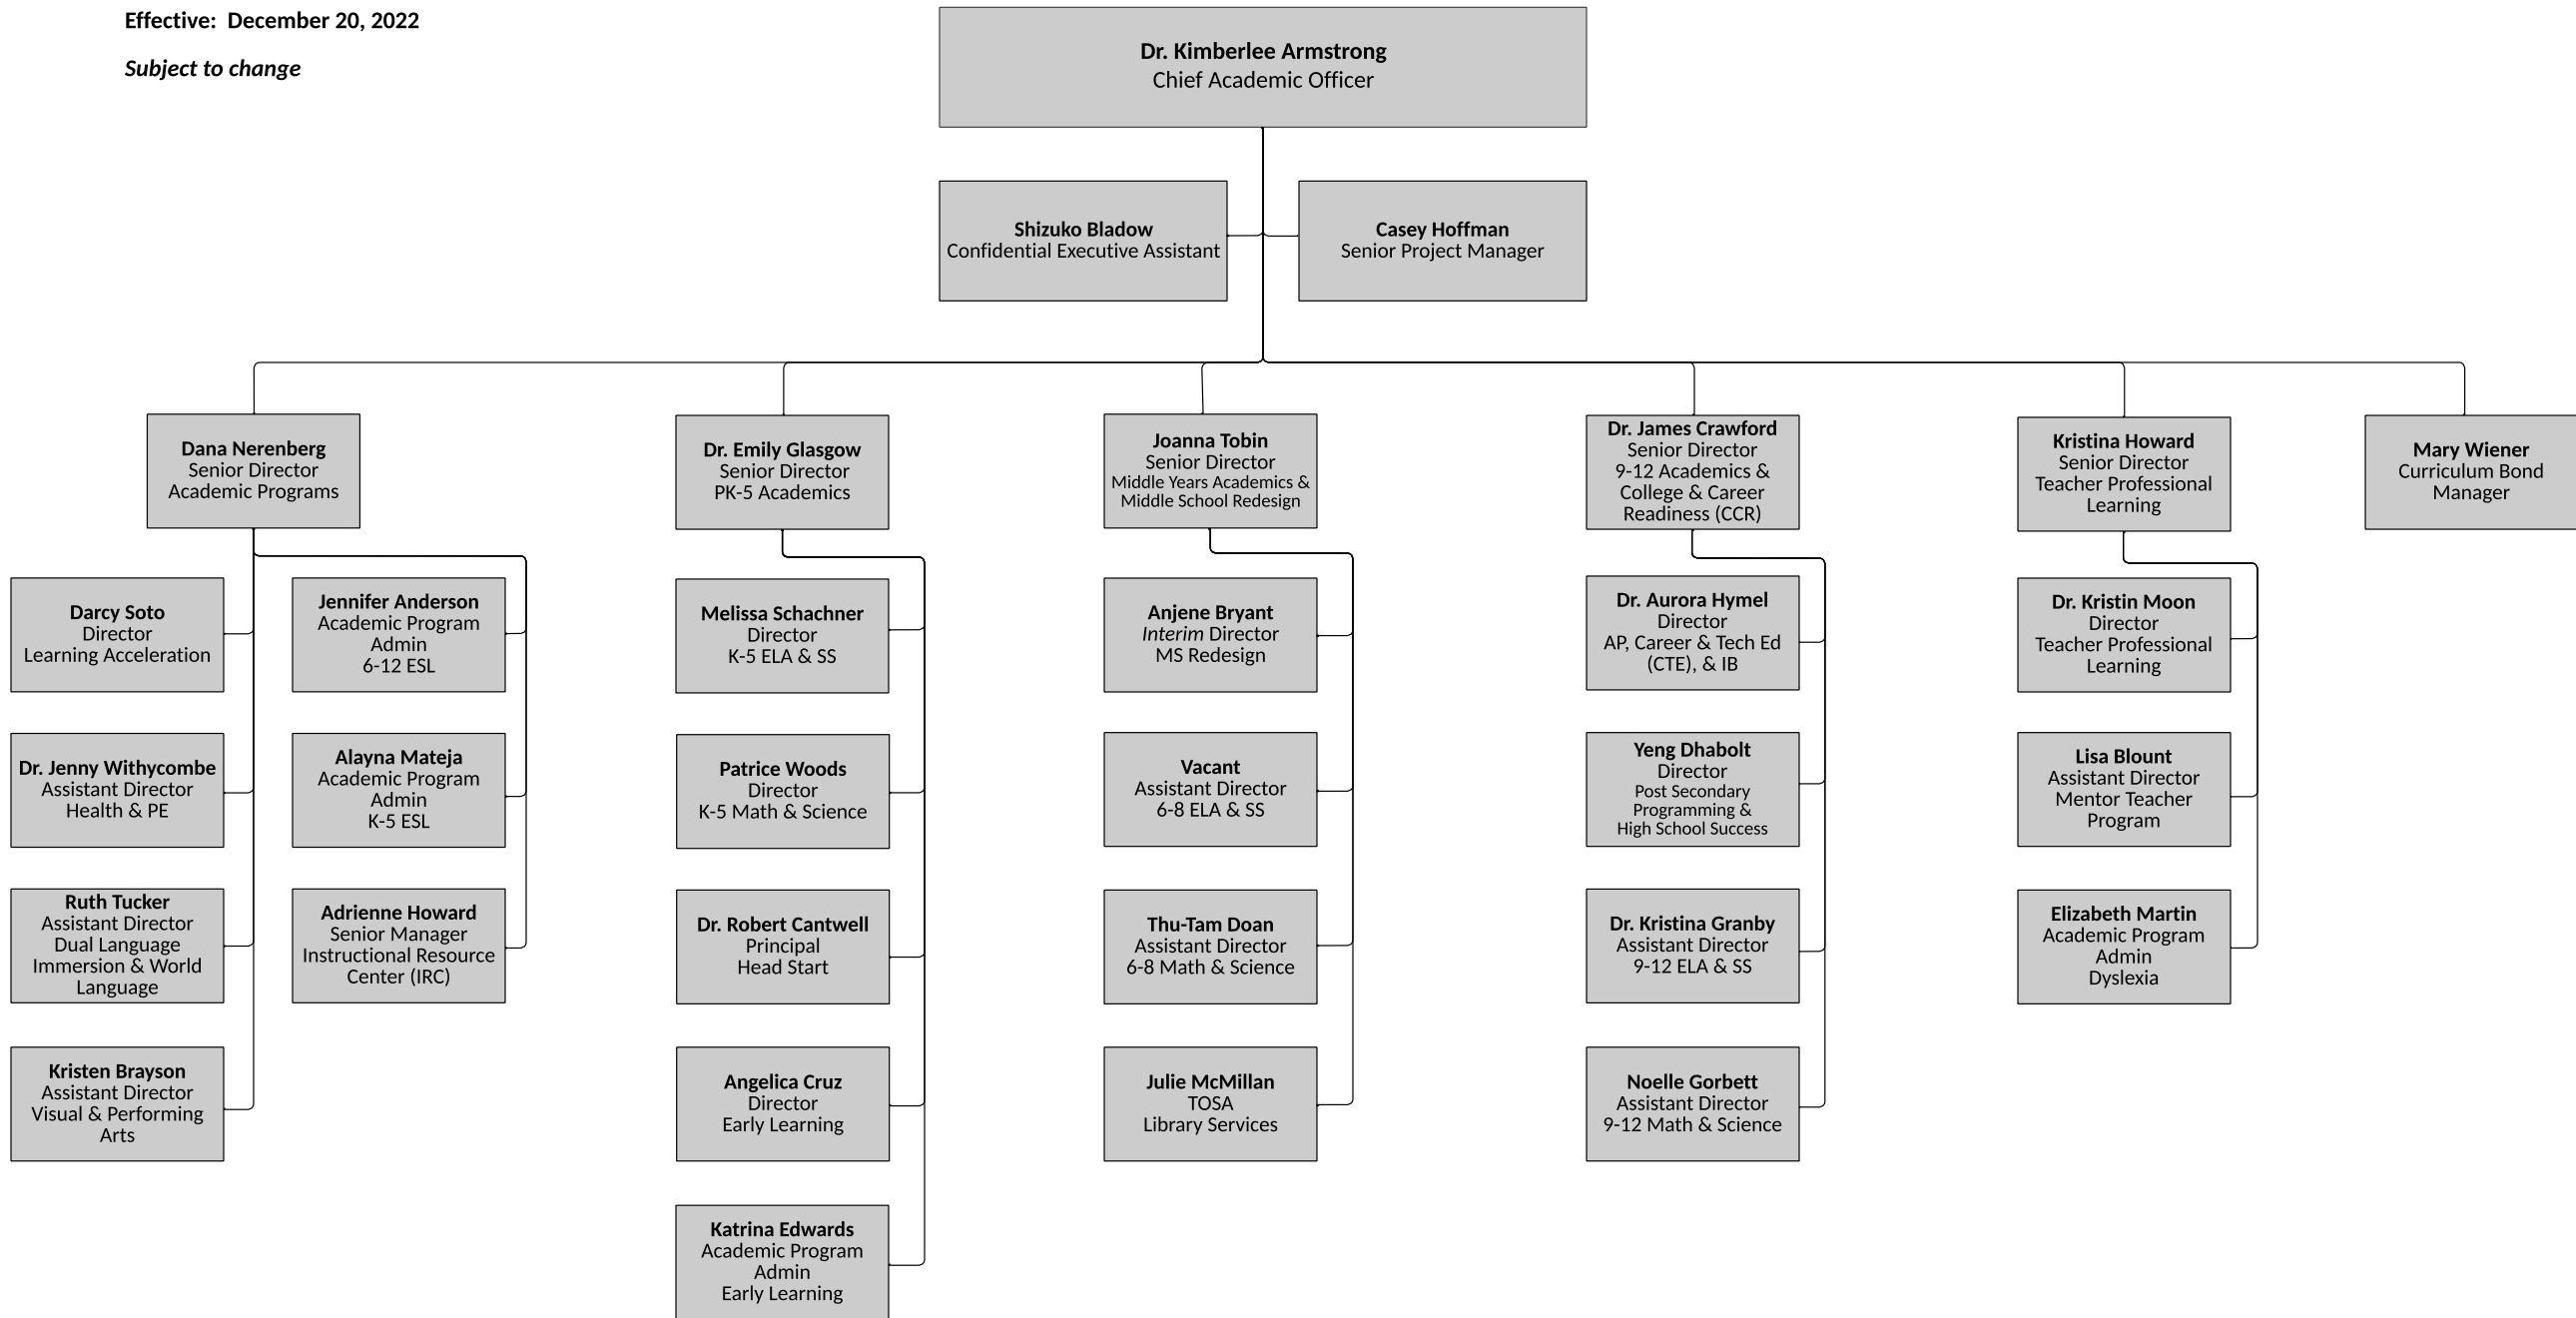 Effective:  December 20, 2022
Subject to change
Dr. Kimberlee Armstrong
Chief Academic Officer
Shizuko Bladow
Confidential Executive Assistant
Casey Hoffman
Senior Project Manager
Dana Nerenberg
Senior Director
Academic Programs
Dr. Emily Glasgow
Senior Director
PK-5 Academics
Joanna Tobin
Senior Director
Middle Years Academics &
Middle School Redesign
Dr. James Crawford
Senior Director
9-12 Academics &
College & Career
Readiness (CCR)
Kristina Howard
Senior Director
Teacher Professional
Learning
Mary Wiener
Curriculum Bond
Manager
Darcy Soto
Director
Learning Acceleration
Dr. Jenny Withycombe
Assistant Director
Health & PE
Ruth Tucker
Assistant Director
Dual Language
Immersion & World
Language
Kristen Brayson
Assistant Director
Visual & Performing
Arts
Jennifer Anderson
Academic Program
Admin
6-12 ESL
Alayna Mateja
Academic Program
Admin
K-5 ESL
Adrienne Howard
Senior Manager
Instructional Resource
Center (IRC)
Melissa Schachner
Director
K-5 ELA & SS
Patrice Woods
Director
K-5 Math & Science
Dr. Robert Cantwell
Principal
Head Start
Angelica Cruz
Director
Early Learning
Katrina Edwards
Academic Program
Admin
Early Learning
Anjene Bryant
Interim Director
MS Redesign
Vacant
Assistant Director
6-8 ELA & SS
Thu-Tam Doan
Assistant Director
6-8 Math & Science
Julie McMillan
TOSA
Library Services
Dr. Aurora Hymel
Director
AP, Career & Tech Ed
(CTE), & IB
Yeng Dhabolt
Director
Post Secondary
Programming &
High School Success
Dr. Kristina Granby
Assistant Director
9-12 ELA & SS
Noelle Gorbett
Assistant Director
9-12 Math & Science
Dr. Kristin Moon
Director
Teacher Professional
Learning
Lisa Blount
Assistant Director
Mentor Teacher
Program
Elizabeth Martin
Academic Program
Admin
Dyslexia